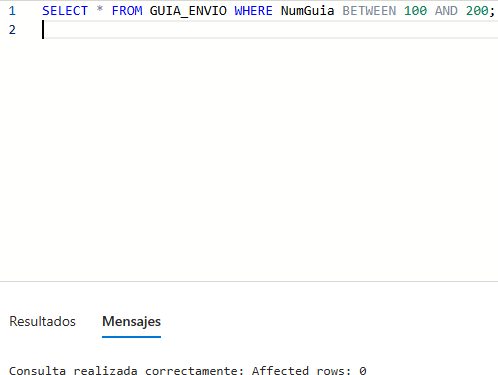 1 SELECT * FROM GUIA_ENVIO WHERE NumGuia BETWEEN 100 AND 200;
2
Resultados Mensajes
Consulta realizada correctamente: Affected rows: 0